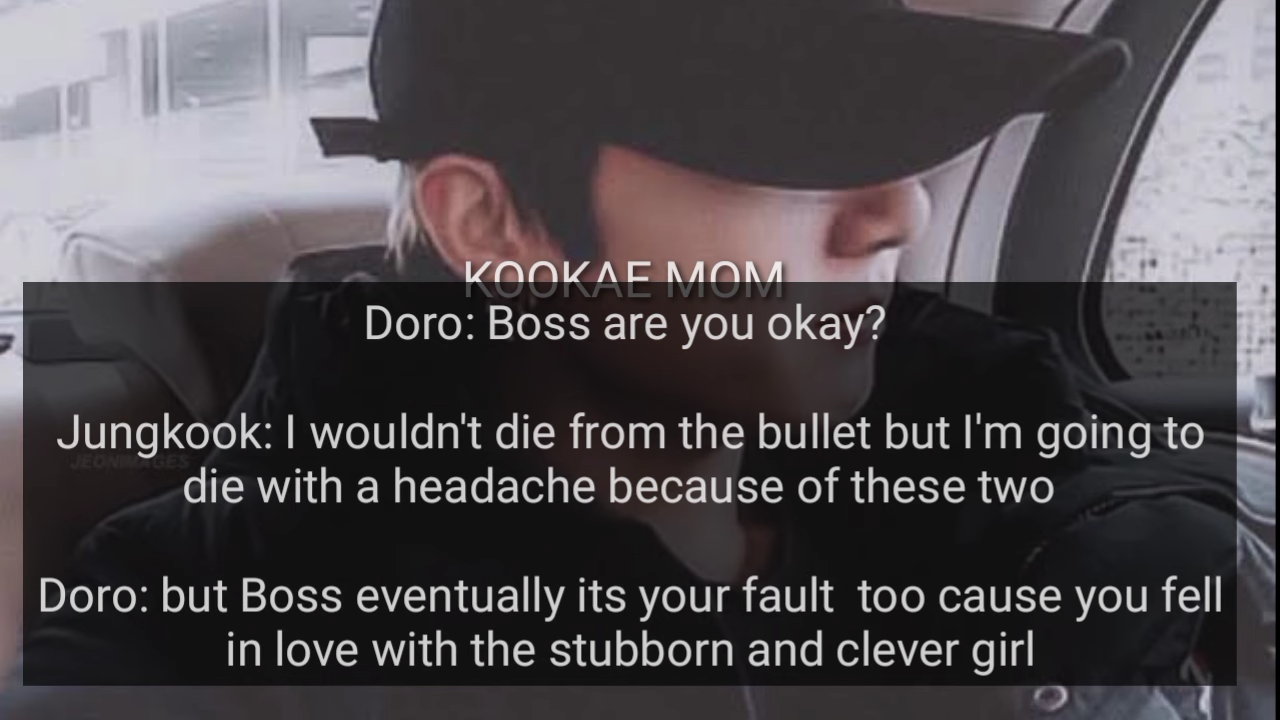 KOOKAE MOM
Doro: Boss are you okay?
Jungkook: I wouldn't die from the bullet but I'm going to
die with a headache because of these two
JEONIMAGES
Doro: but Boss eventually its your fault  too cause you fell
in love with the stubborn and clever girl